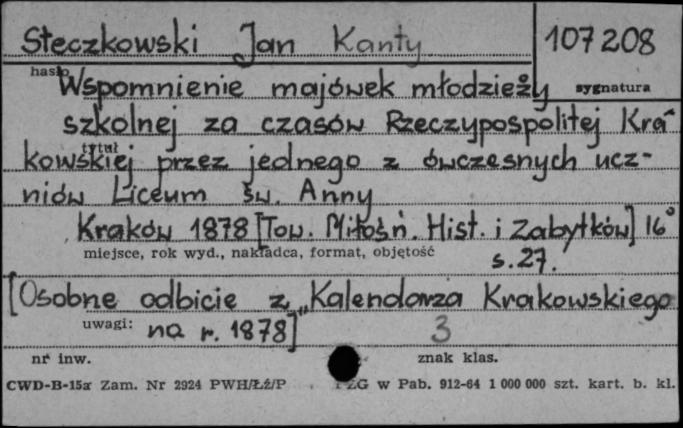 Steczkowski Jan Kanty
107208
hasło
Wspomnienie majówek młodzieży
sygnatura
szkolnej za czasów Rzeczypospolitej Kra-
tytuł
kowskiej przez jednego z ówczesnych ucz-
niów Liceum św. Anny
Kraków 1878 [Tow. Miłośń. Hist. i Zabytków] 16°
miejsce, rok wyd., nakładca, format, objętość
s. 27.
[Osobne odbicie z „Kalendarza Krakowskiego
uwagi: na r. 1878]
3
nr inw.
znak klas.
CWD-B-15a Zam. Nr 2924 PWH/Łż/P w Pab. 912-64 1 000 000 szt. kart. b. kl.